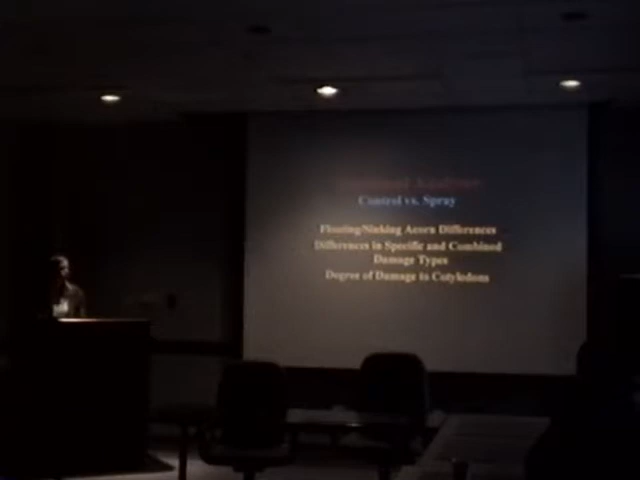 Control vs. Spray
Floating/Sinking Acorn Differences
Differences in Specific and Combined
Damage Types
Degree of Damage to Cotyledons